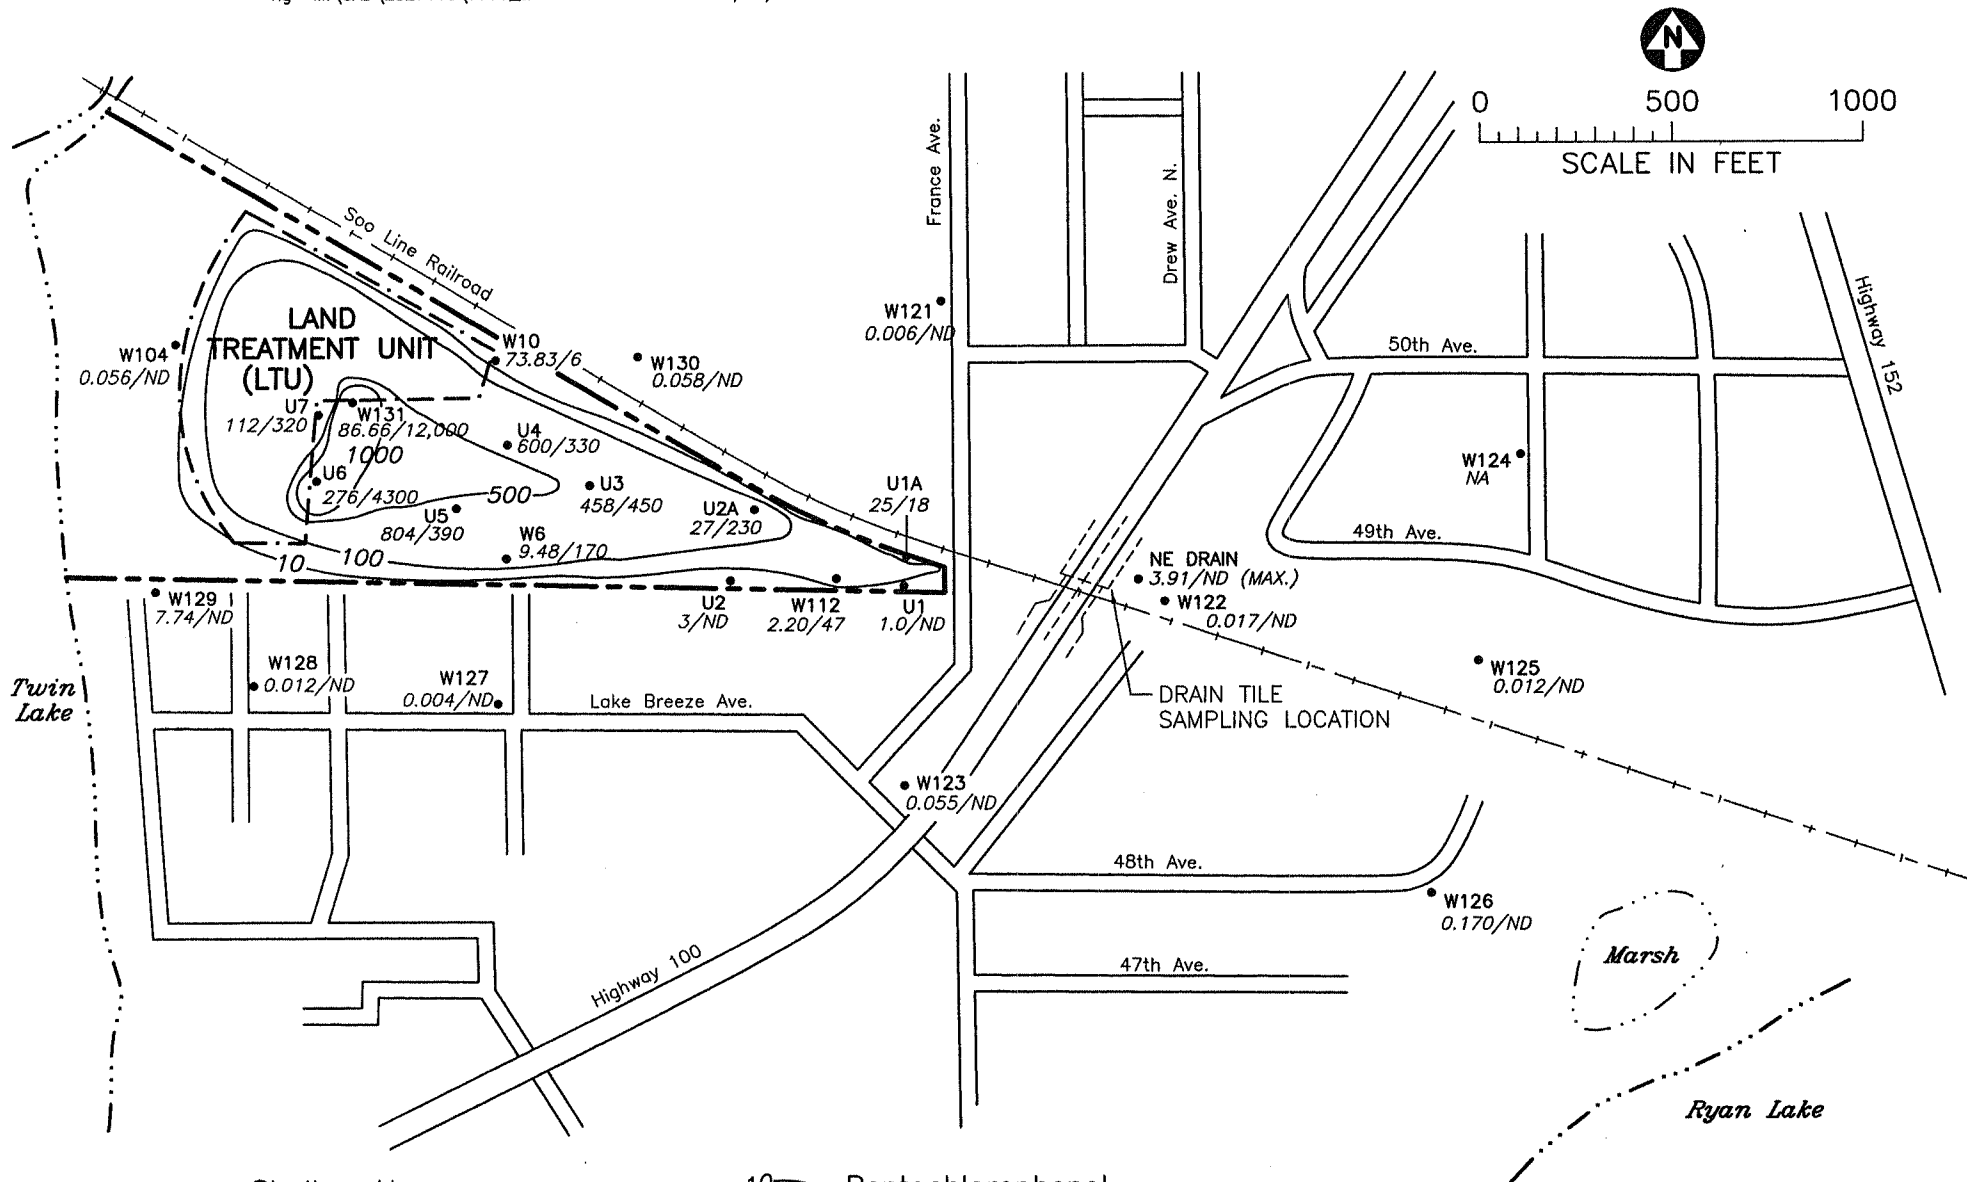 N
0 500 1000
SCALE IN FEET
France Ave.
Drew Ave. N.
Soo Line Railroad
Highway 152
W121
0.006/ND
50th Ave.
LAND
TREATMENT UNIT
(LTU)
W104
0.056/ND
W10
73.83/6
W130
0.058/ND
U7
112/320
W131
86.66/12,000
1000
U4
600/330
U6
276/4300
500
U3
458/450
U5
804/390
U2A
27/230
U1A
25/18
W124
NA
49th Ave.
W6
9.48/170
10
100
NE DRAIN
3.91/ND (MAX.)
W122
0.017/ND
W129
7.74/ND
U2
3/ND
W112
2.20/47
U1
1.0/ND
W128
0.012/ND
W127
0.004/ND
Lake Breeze Ave.
W125
0.012/ND
Twin
Lake
DRAIN TILE
SAMPLING LOCATION
W123
0.055/ND
48th Ave.
W126
0.170/ND
Highway 100
47th Ave.
Marsh
Ryan Lake
10
Pentachlorophenol